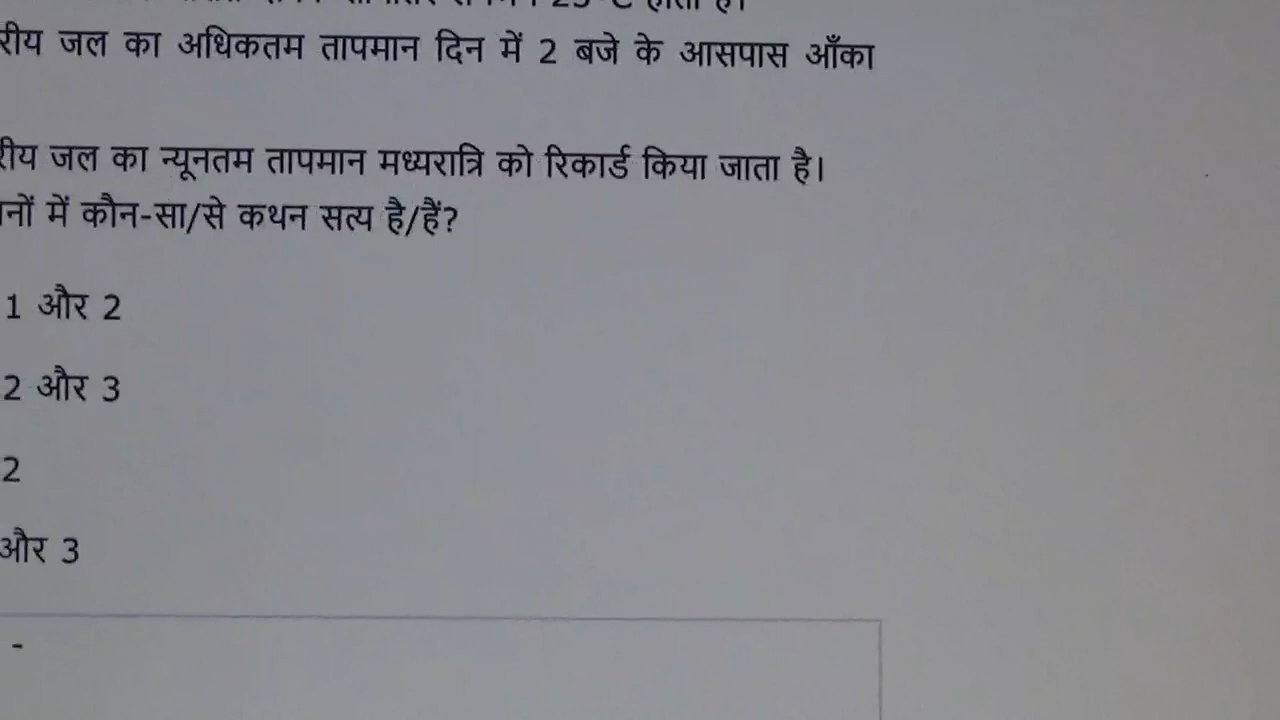 जल का अधिकतम तापमान दिन में 2 बजे के आसपास आँका
जल का न्यूनतम तापमान मध्यरात्रि को रिकार्ड किया जाता है।
में कौन-सा/से कथन सत्य है/हैं?
1 और 2
2 और 3
2
और 3
-